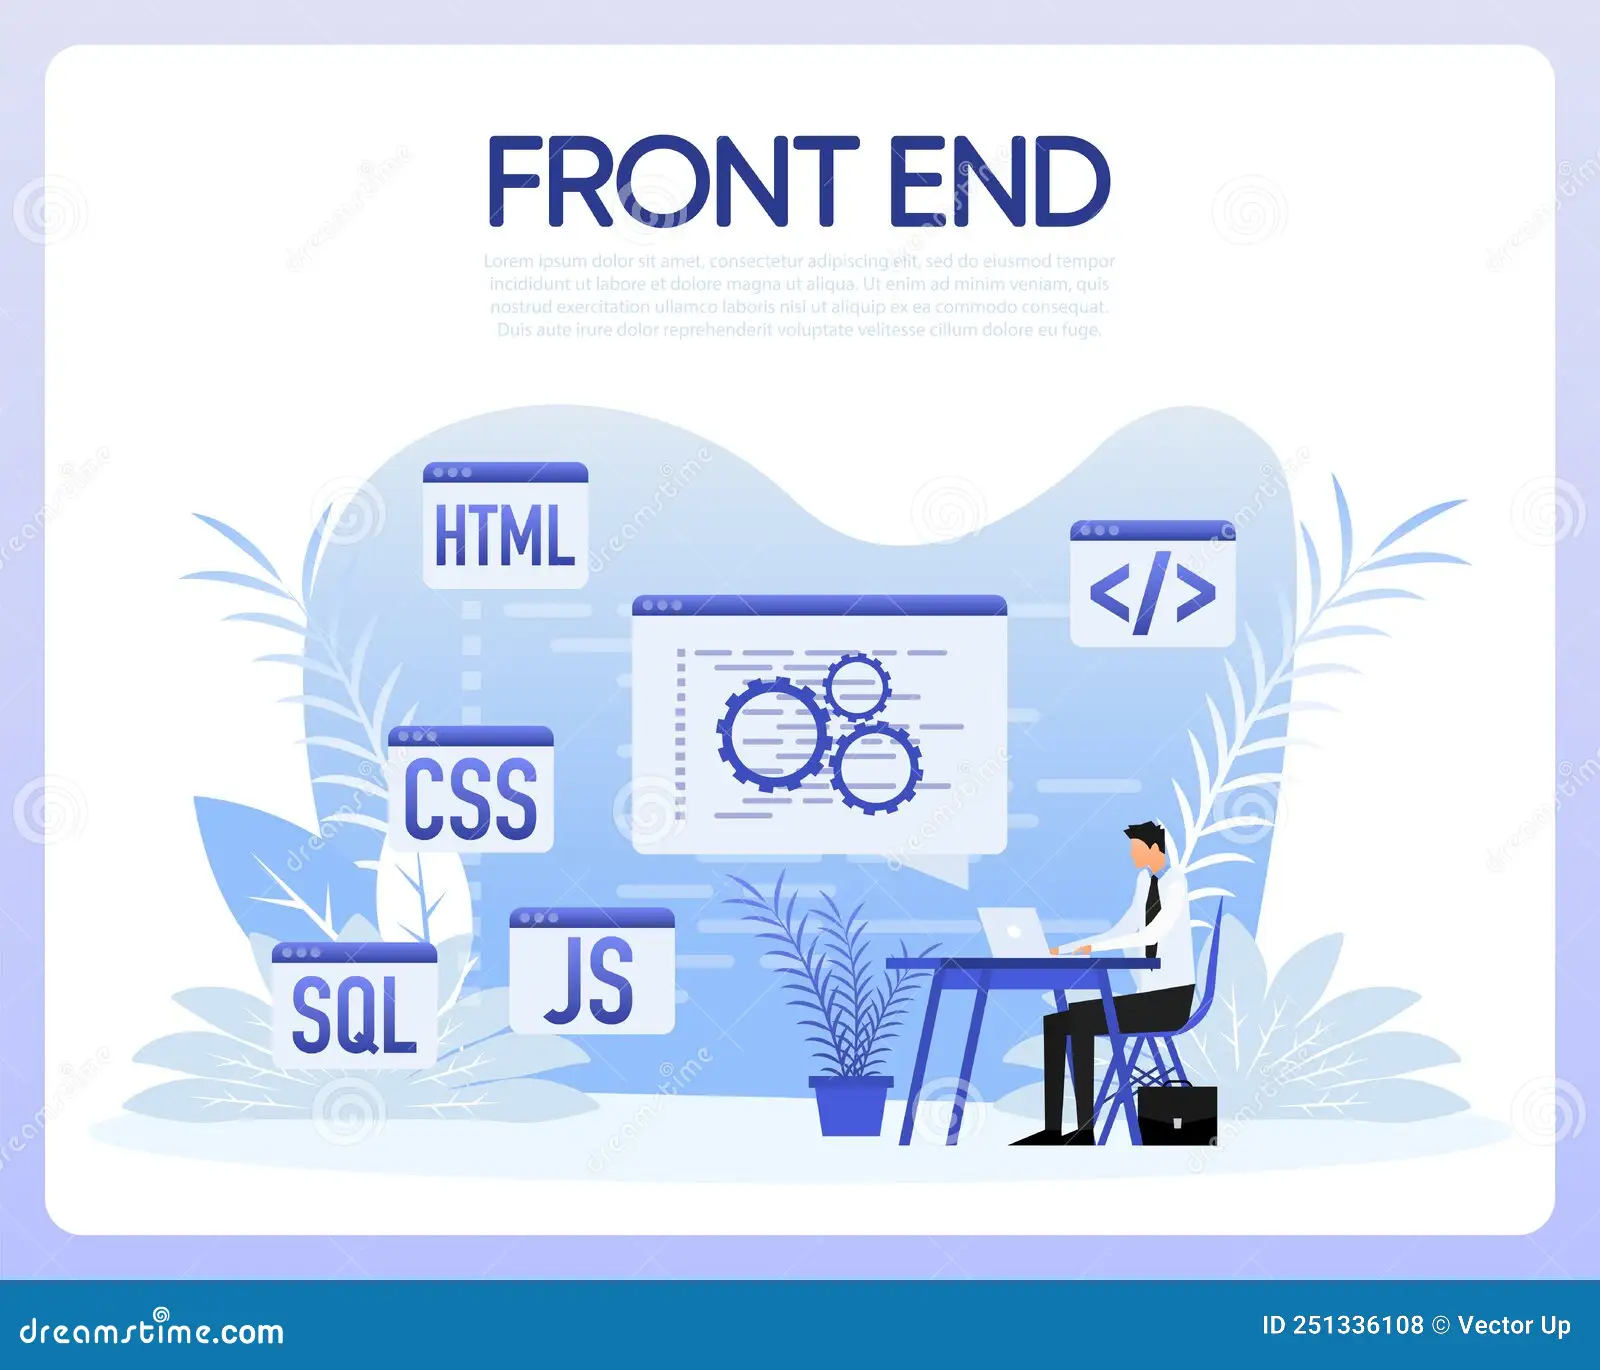 FRONT END
Lorem ipsum dolor sit amet, consectetur adipiscing elit, sed do eiusmod tempor
incididunt ut labore et dolore magna ut aliqua. Ut enim ad minim veniam, quis
nostrud exercitation ullamco laboris nisi ut aliquip ex ea commodo consequat.
Duis aute irure dolor reprehenderit voluptate velitesse cillum dolore eu fuge.
HTML
</>
CSS
JS
SQL
dreamstime.com
ID 251336108 © Vector Up